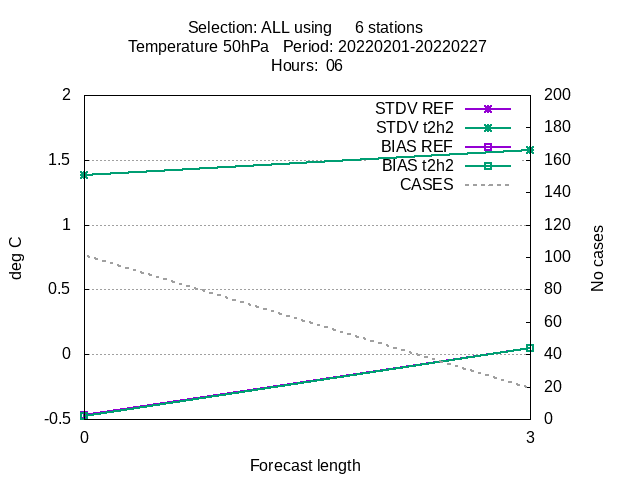 Selection: ALL using 6 stations
Temperature 50hPa Period: 20220201-20220227
Hours: 06
2
1.5
1
0.5
0
-0.5
200
180
160
140
120
100
80
60
40
20
0
STDV REF
STDV t2h2
BIAS REF
BIAS t2h2
CASES
deg C
No cases
0
3
Forecast length